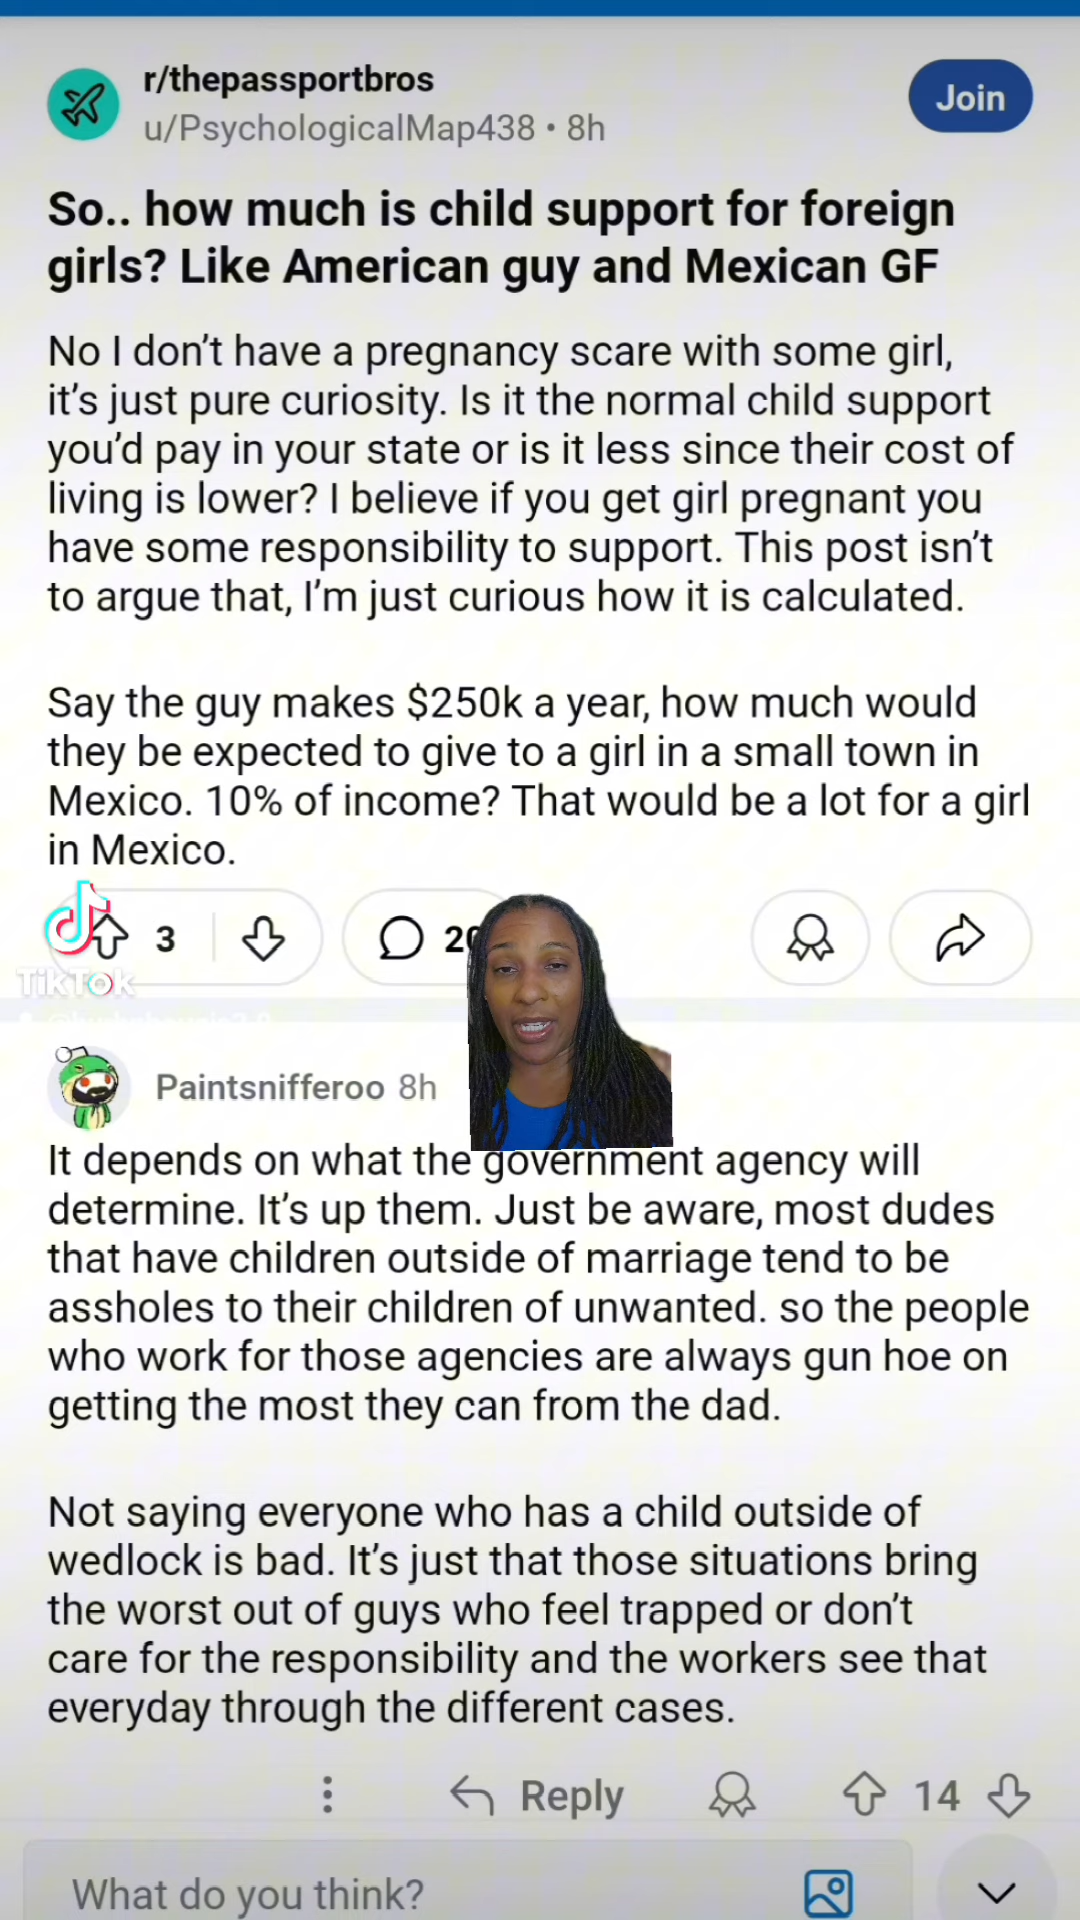 r/thepassportbros
u/PsychologicalMap438 • 8h
Join
So.. how much is child support for foreign
girls? Like American guy and Mexican GF
No I don't have a pregnancy scare with some girl,
it's just pure curiosity. Is it the normal child support
you'd pay in your state or is it less since their cost of
living is lower? I believe if you get girl pregnant you
have some responsibility to support. This post isn't
to argue that, I'm just curious how it is calculated.
Say the guy makes $250k a year, how much would
they be expected to give to a girl in a small town in
Mexico. 10% of income? That would be a lot for a girl
in Mexico.
3
TikTok
Paintsnifferoo 8h
It depends on what the government agency will
determine. It's up them. Just be aware, most dudes
that have children outside of marriage tend to be
assholes to their children of unwanted. so the people
who work for those agencies are always gun hoe on
getting the most they can from the dad.
Not saying everyone who has a child outside of
wedlock is bad. It's just that those situations bring
the worst out of guys who feel trapped or don't
care for the responsibility and the workers see that
everyday through the different cases.
Reply
14
What do you think?